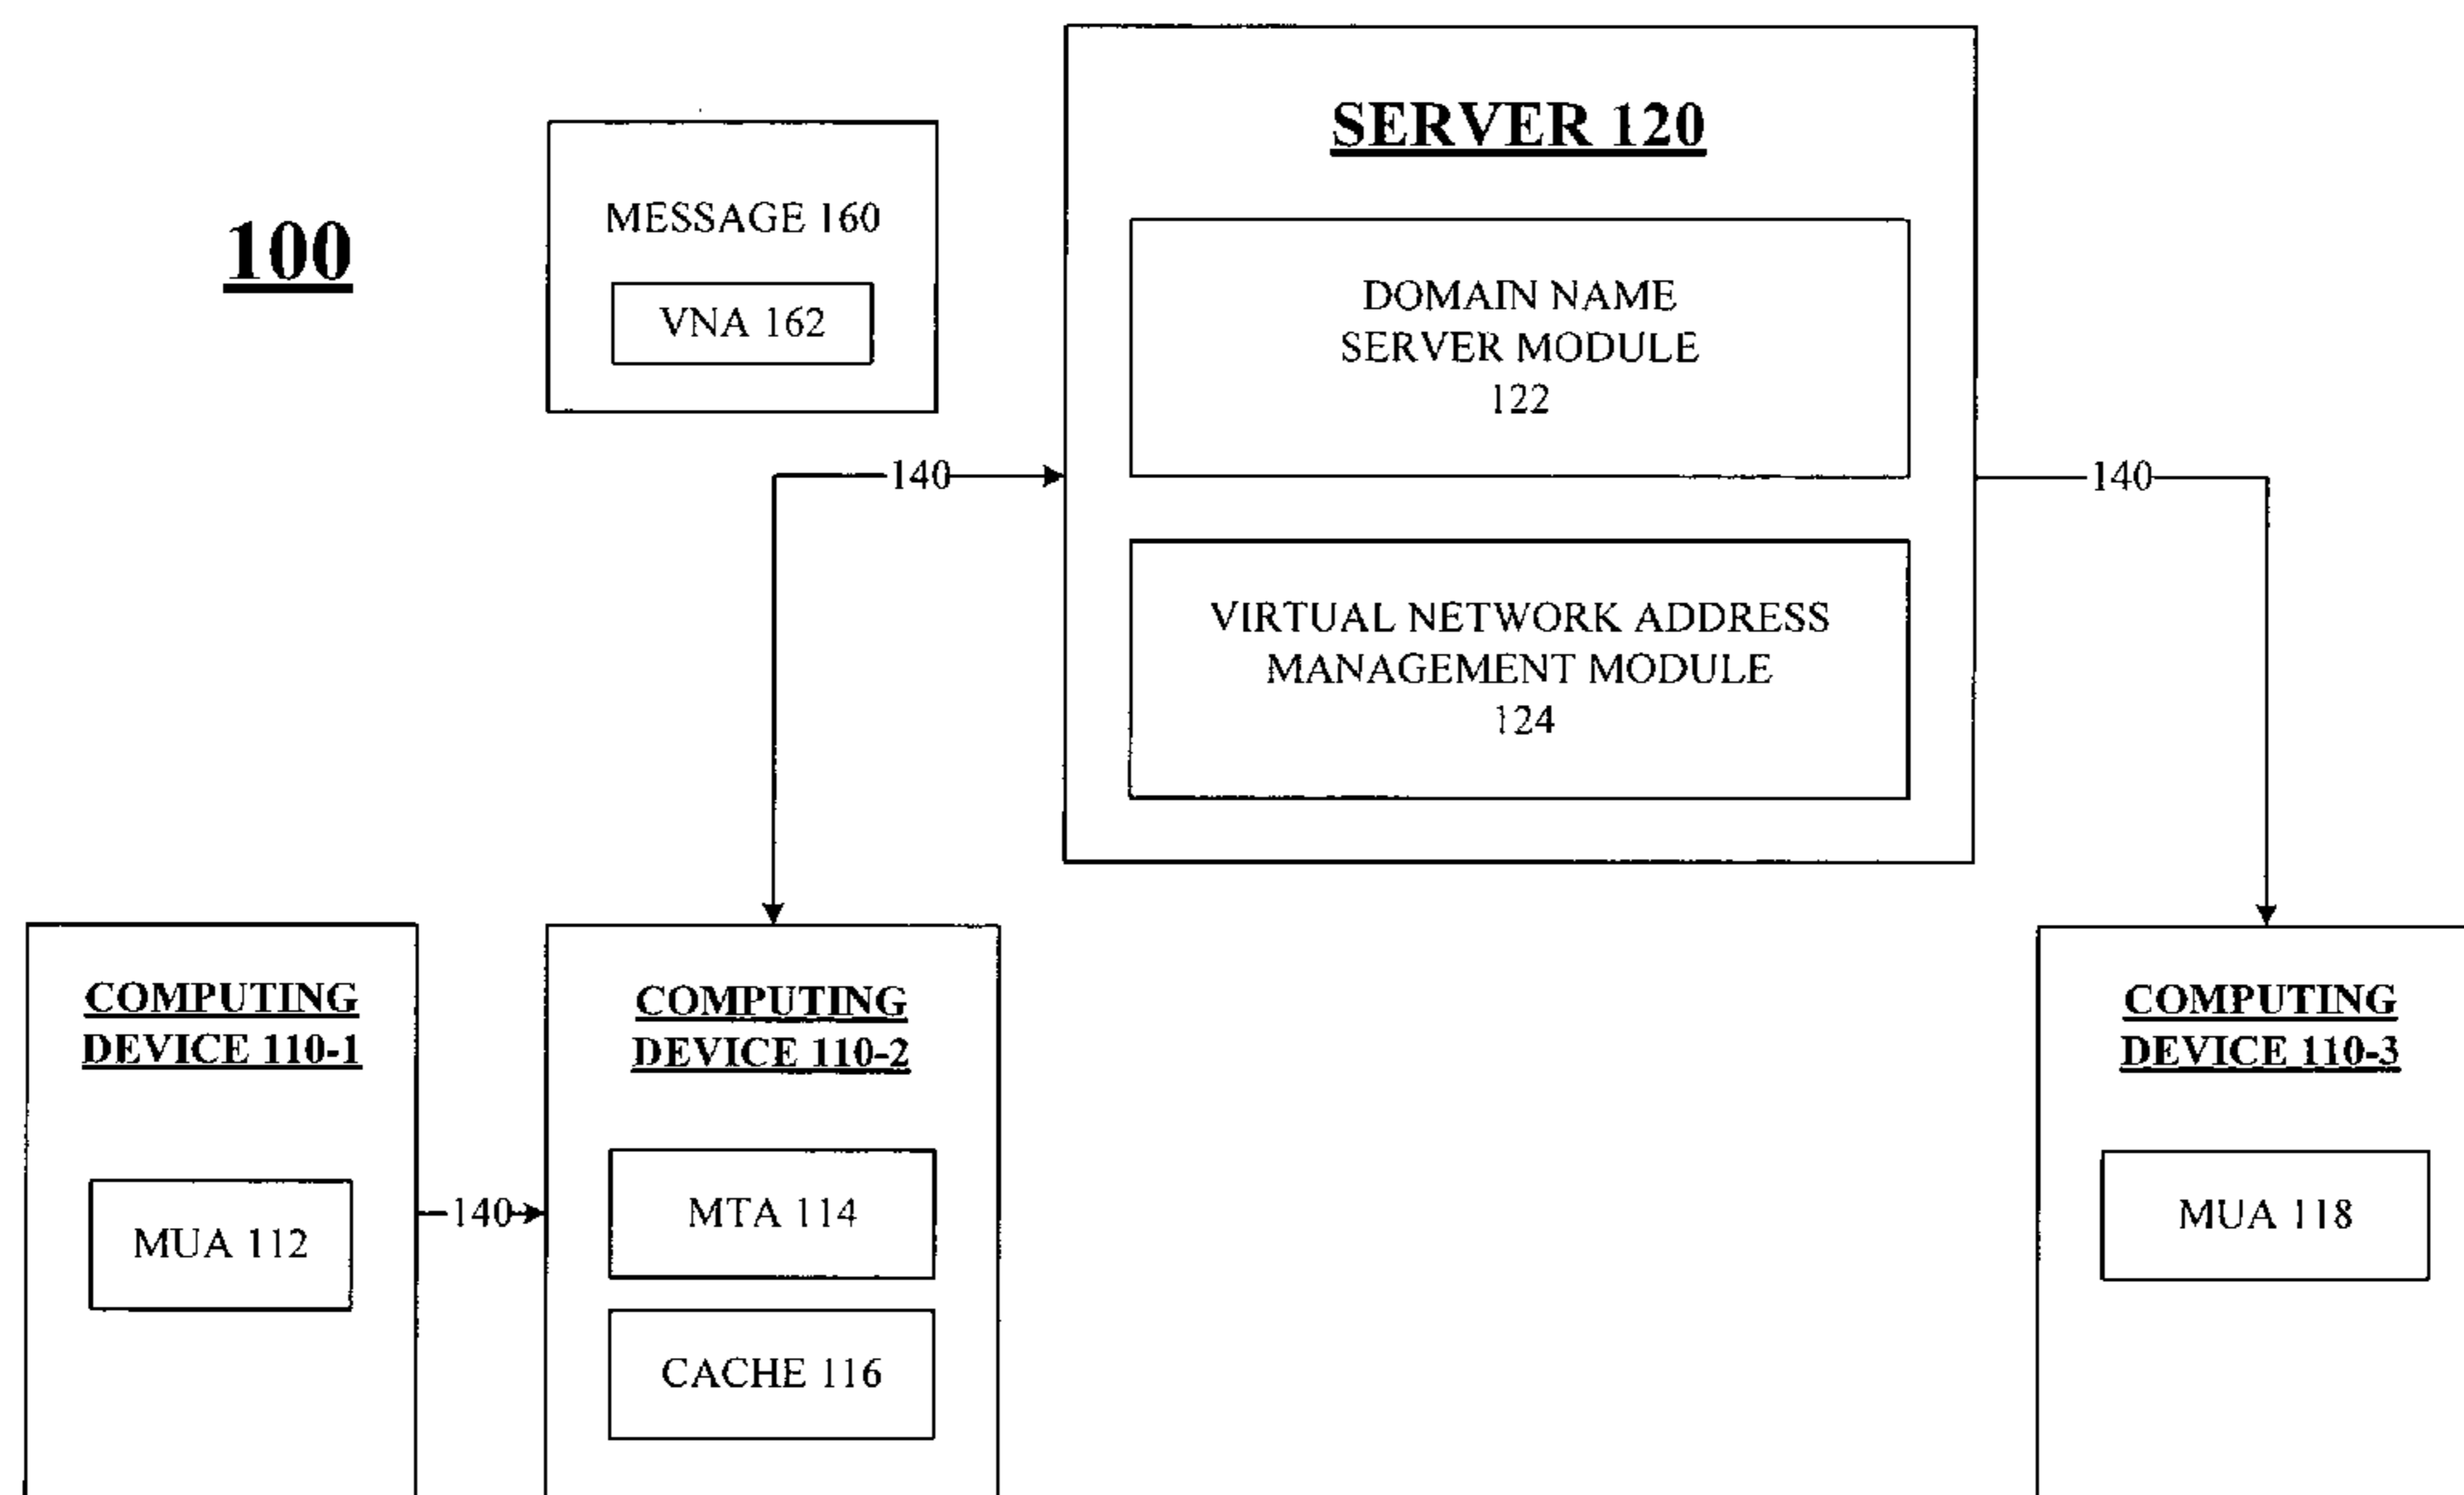 100
MESSAGE 160
VNA 162
SERVER 120
DOMAIN NAME
SERVER MODULE
122
VIRTUAL NETWORK ADDRESS
MANAGEMENT MODULE
124
140
140
COMPUTING
DEVICE 110-1
MUA 112
140
COMPUTING
DEVICE 110-2
MTA 114
CACHE 116
COMPUTING
DEVICE 110-3
MUA 118